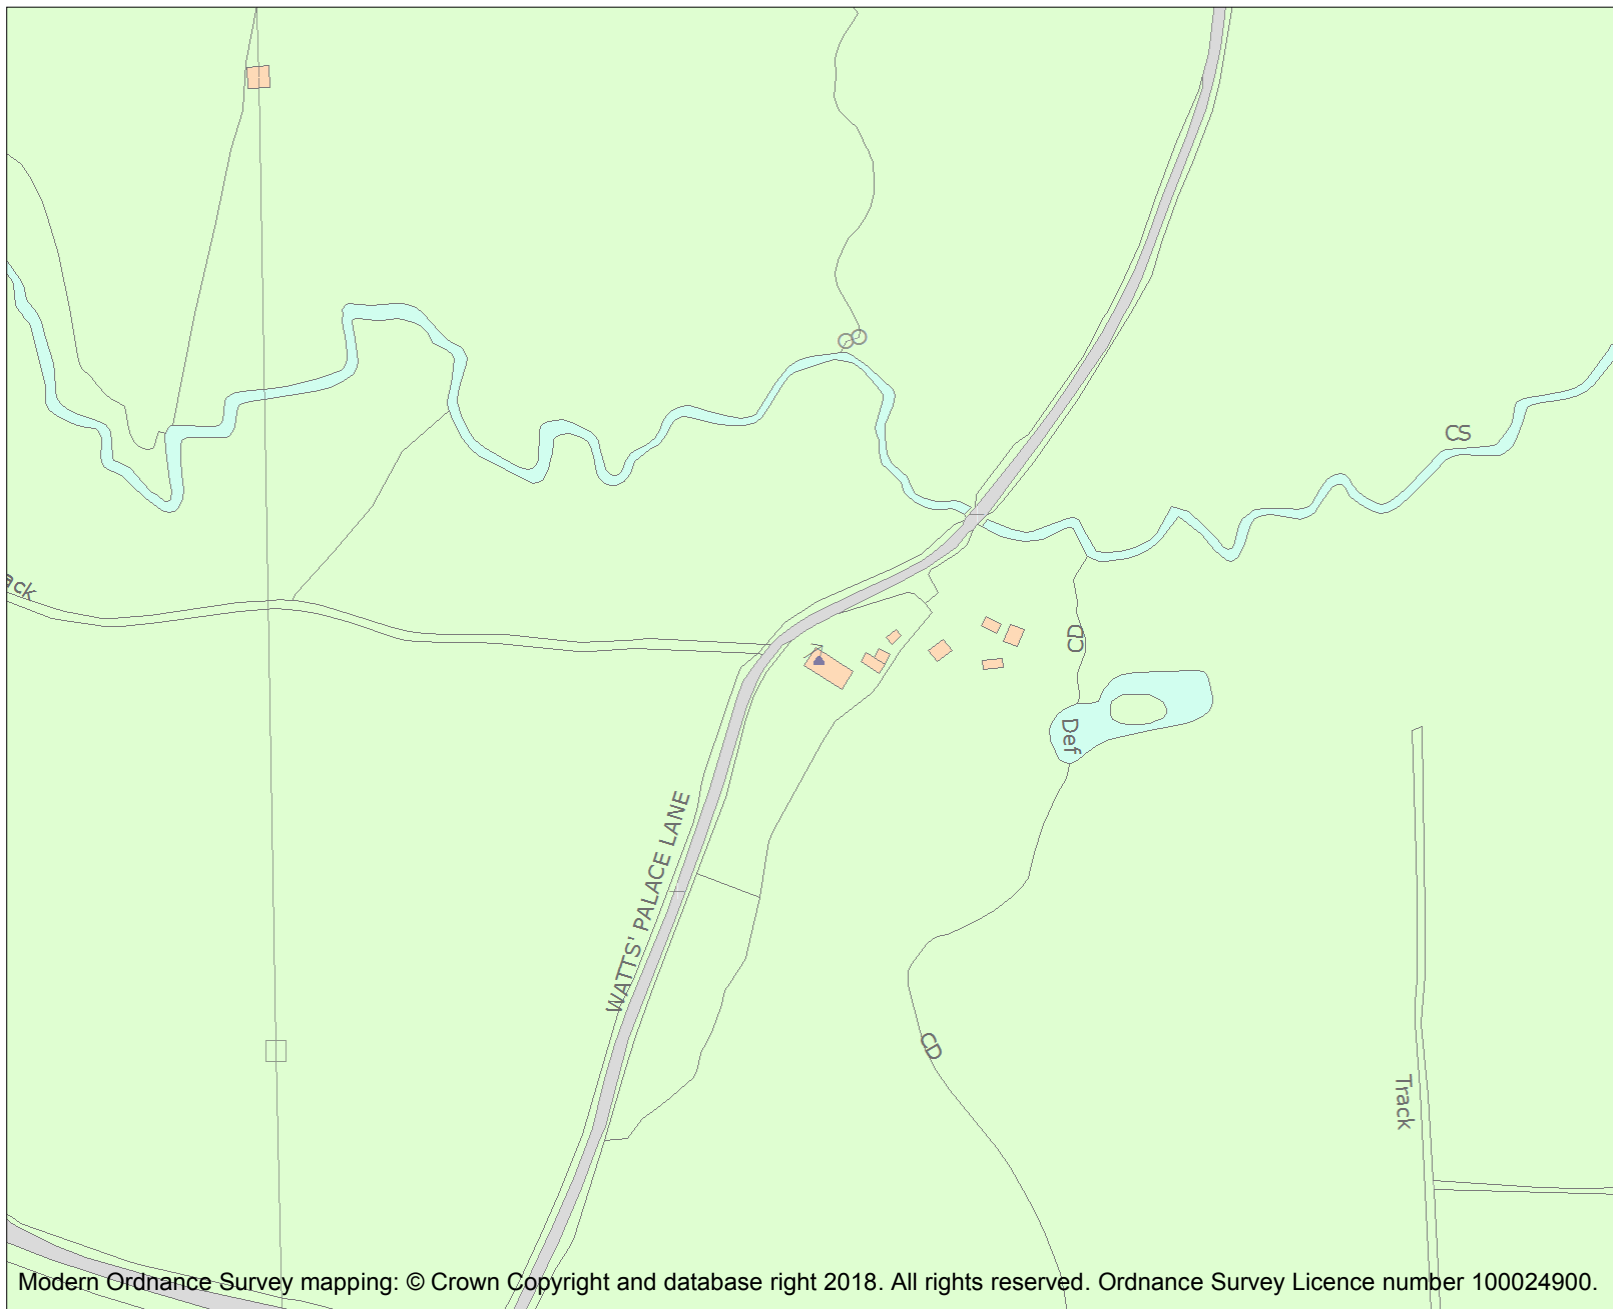 CS
ack
CD
Def
WATTS' PALACE LANE
CD
Track
Modern Ordnance Survey mapping: © Crown Copyright and database right 2018. All rights reserved. Ordnance Survey Licence number 100024900.